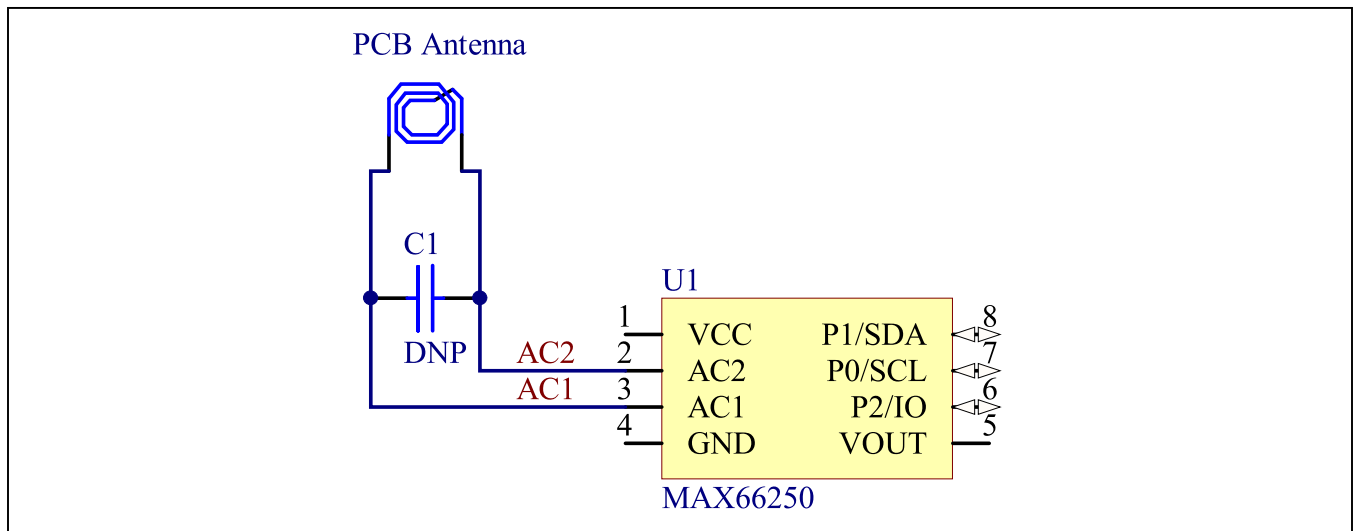 PCB Antenna
C1
DNP
U1
1 VCC P1/SDA 8
AC2 2 AC2 P0/SCL 7
AC1 3 AC1 P2/IO 6
4 GND VOUT 5
MAX66250